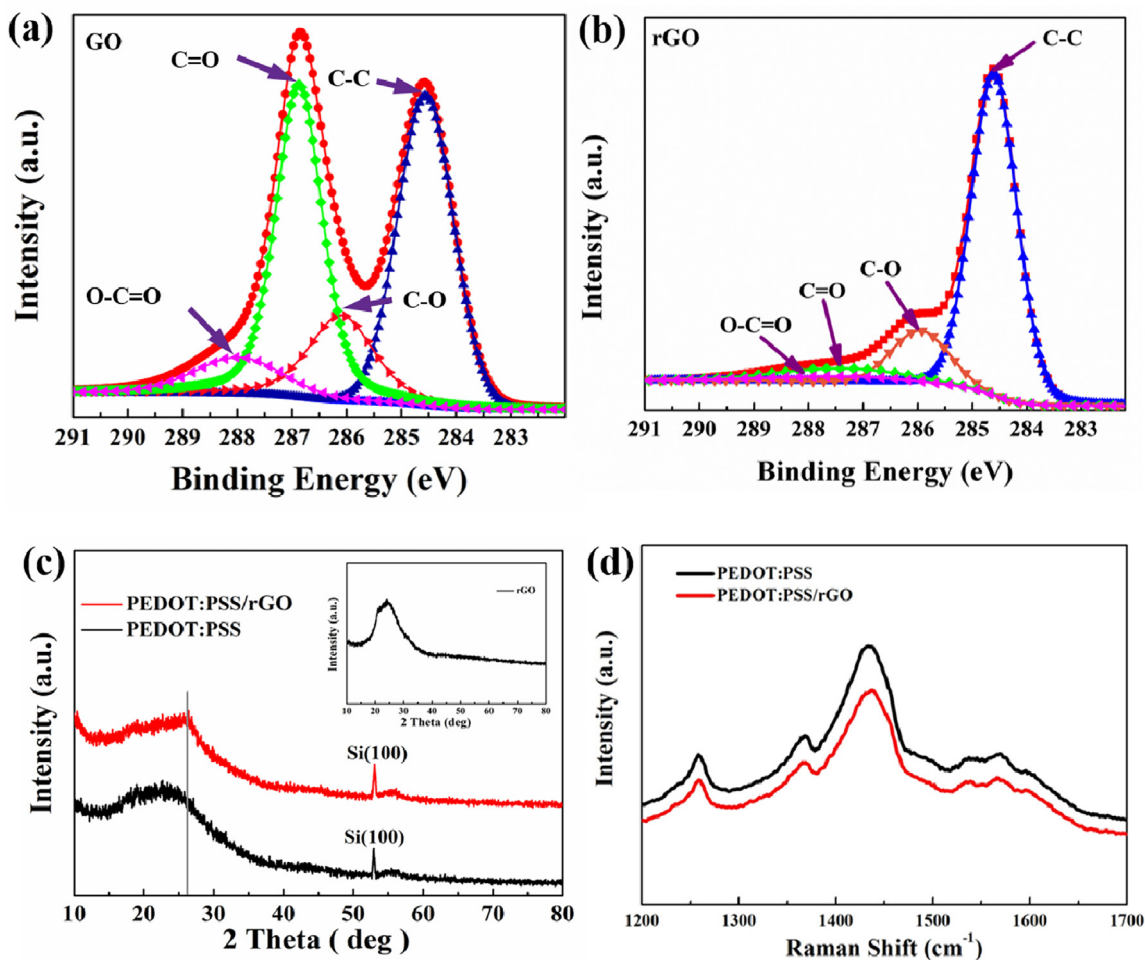 (a)
GO
C=O
C-C
O-C=O
C-O
Intensity (a.u.)
291 290 289 288 287 286 285 284 283
Binding Energy (eV)
(b)
rGO
C-C
C-O
C=O
O-C=O
Intensity (a.u.)
291 290 289 288 287 286 285 284 283
Binding Energy (eV)
(c)
PEDOT:PSS/rGO
PEDOT:PSS
rGO
Intensity (a.u.)
10 20 30 40 50 60 70 80
2 Theta (deg)
Si(100)
Si(100)
Intensity (a.u.)
10 20 30 40 50 60 70 80
2 Theta ( deg )
(d)
PEDOT:PSS
PEDOT:PSS/rGO
Intensity (a.u.)
1200 1300 1400 1500 1600 1700
Raman Shift (cm⁻¹)